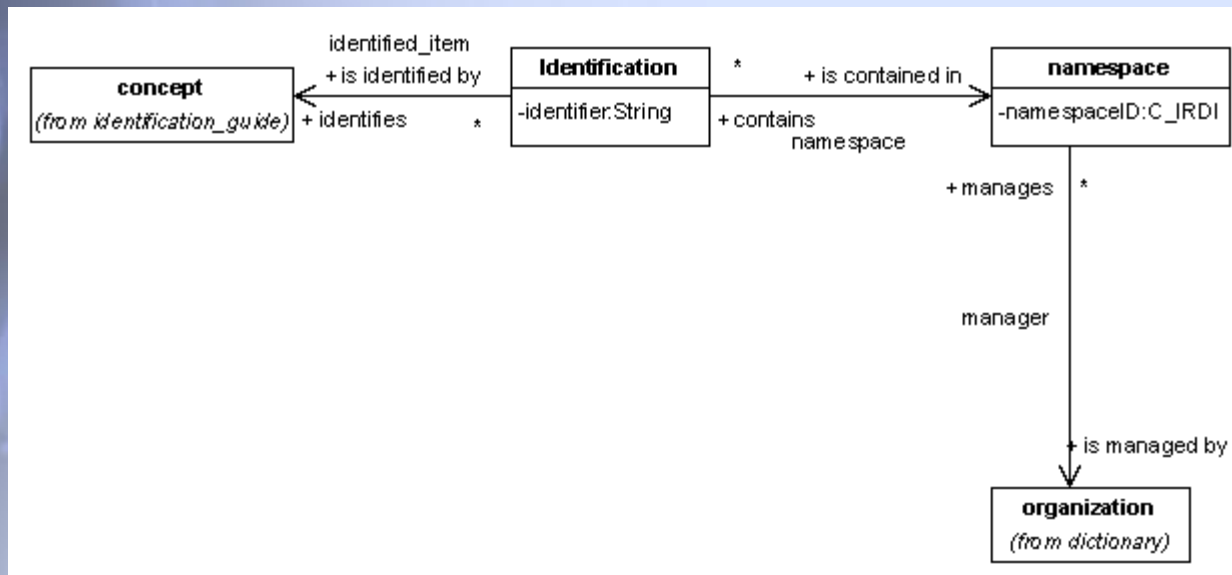 identified_item
+ is identified by
concept
(from identification_guide)
+ identifies
*
Identification
-identifier:String
*
+ is contained in
+ contains
namespace
namespace
-namespaceID:C_IRDI
+ manages
*
manager
+ is managed by
organization
(from dictionary)